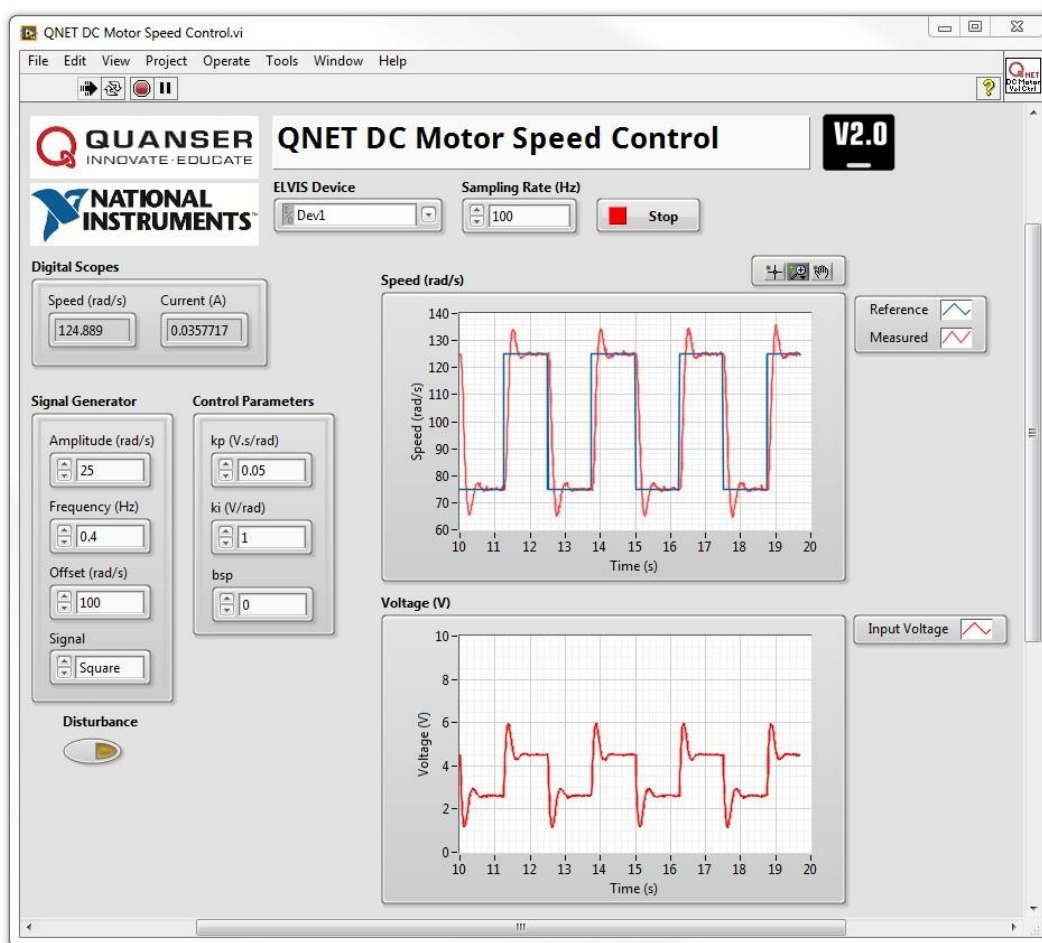 QNET DC Motor Speed Control.vi
File Edit View Project Operate Tools Window Help
QNET
DC Motor
Vel Ctrl
QUANSER
INNOVATE·EDUCATE
QNET DC Motor Speed Control
V2.0
NATIONAL
INSTRUMENTS™
ELVIS Device
Dev1
Sampling Rate (Hz)
100
Stop
Digital Scopes
Speed (rad/s) Current (A)
124.889 0.0357717
Signal Generator
Amplitude (rad/s)
25
Frequency (Hz)
0.4
Offset (rad/s)
100
Signal
Square
Disturbance
Control Parameters
kp (V.s/rad)
0.05
ki (V/rad)
1
bsp
0
Speed (rad/s)
Reference
Measured
Speed (rad/s)
140
130
120
110
100
90
80
70
60
10 11 12 13 14 15 16 17 18 19 20
Time (s)
Voltage (V)
Input Voltage
Voltage (V)
10
8
6
4
2
0
10 11 12 13 14 15 16 17 18 19 20
Time (s)